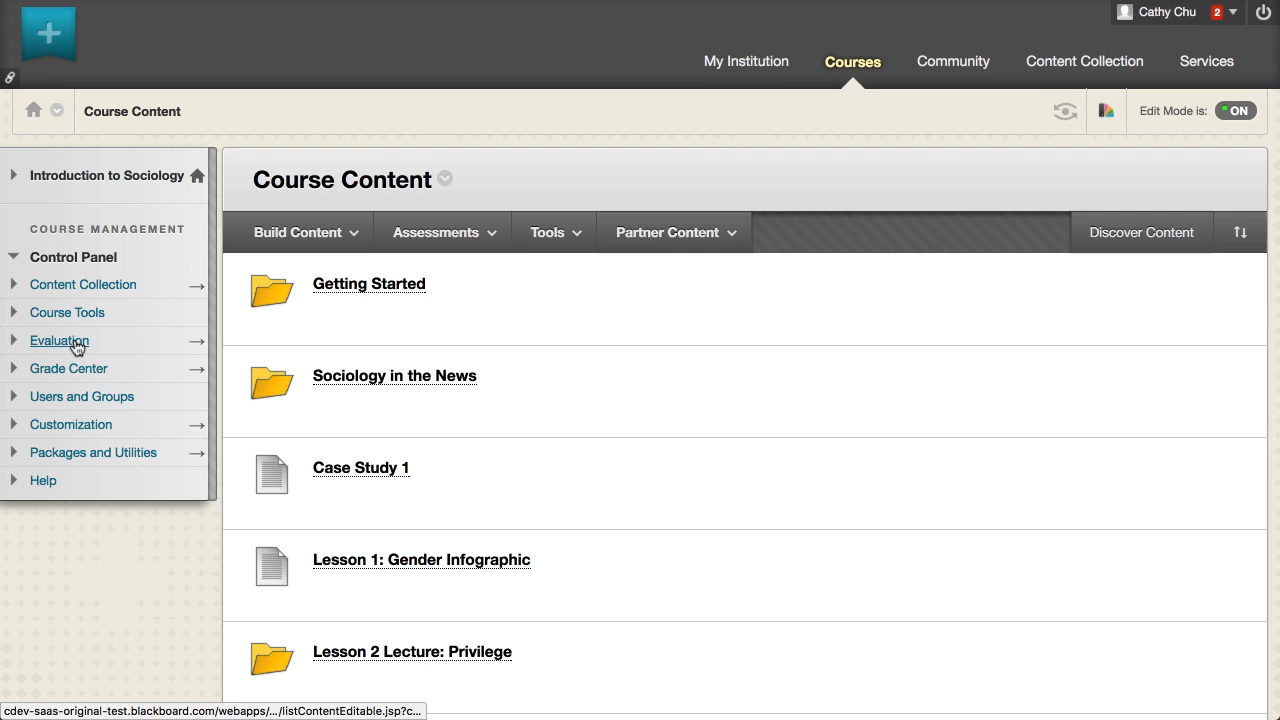 Cathy Chu 2
My Institution Courses Community Content Collection Services
Course Content Edit Mode is: ON
Introduction to Sociology
COURSE MANAGEMENT
Control Panel
Content Collection
Course Tools
Evaluation
Grade Center
Users and Groups
Customization
Packages and Utilities
Help
Course Content
Build Content Assessments Tools Partner Content Discover Content
Getting Started
Sociology in the News
Case Study 1
Lesson 1: Gender Infographic
Lesson 2 Lecture: Privilege
cdev-saas-original-test.blackboard.com/webapps/.../listContentEditable.jsp?c...